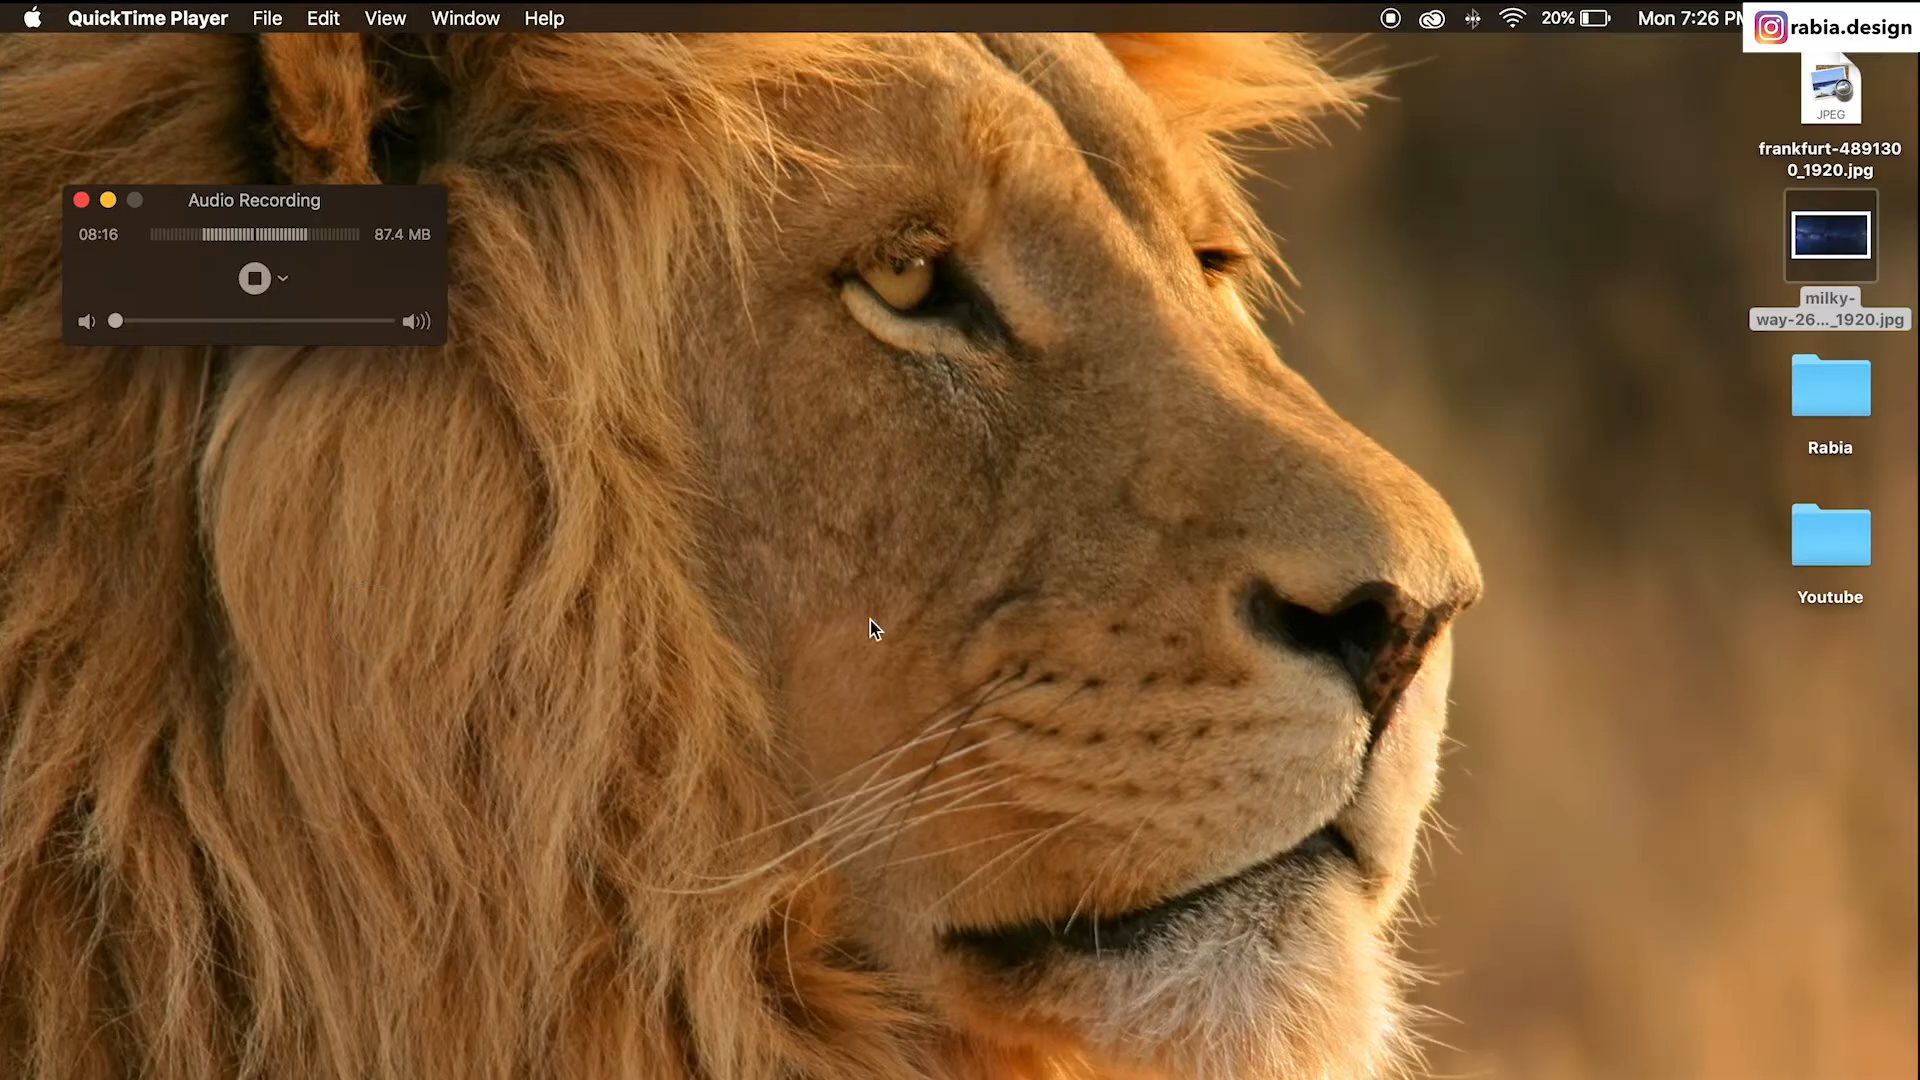 QuickTime Player File Edit View Window Help 20% Mon 7:26 PM
rabia.design
JPEG
frankfurt-489130
0_1920.jpg
Audio Recording
08:16 87.4 MB
milky-
way-26..._1920.jpg
Rabia
Youtube